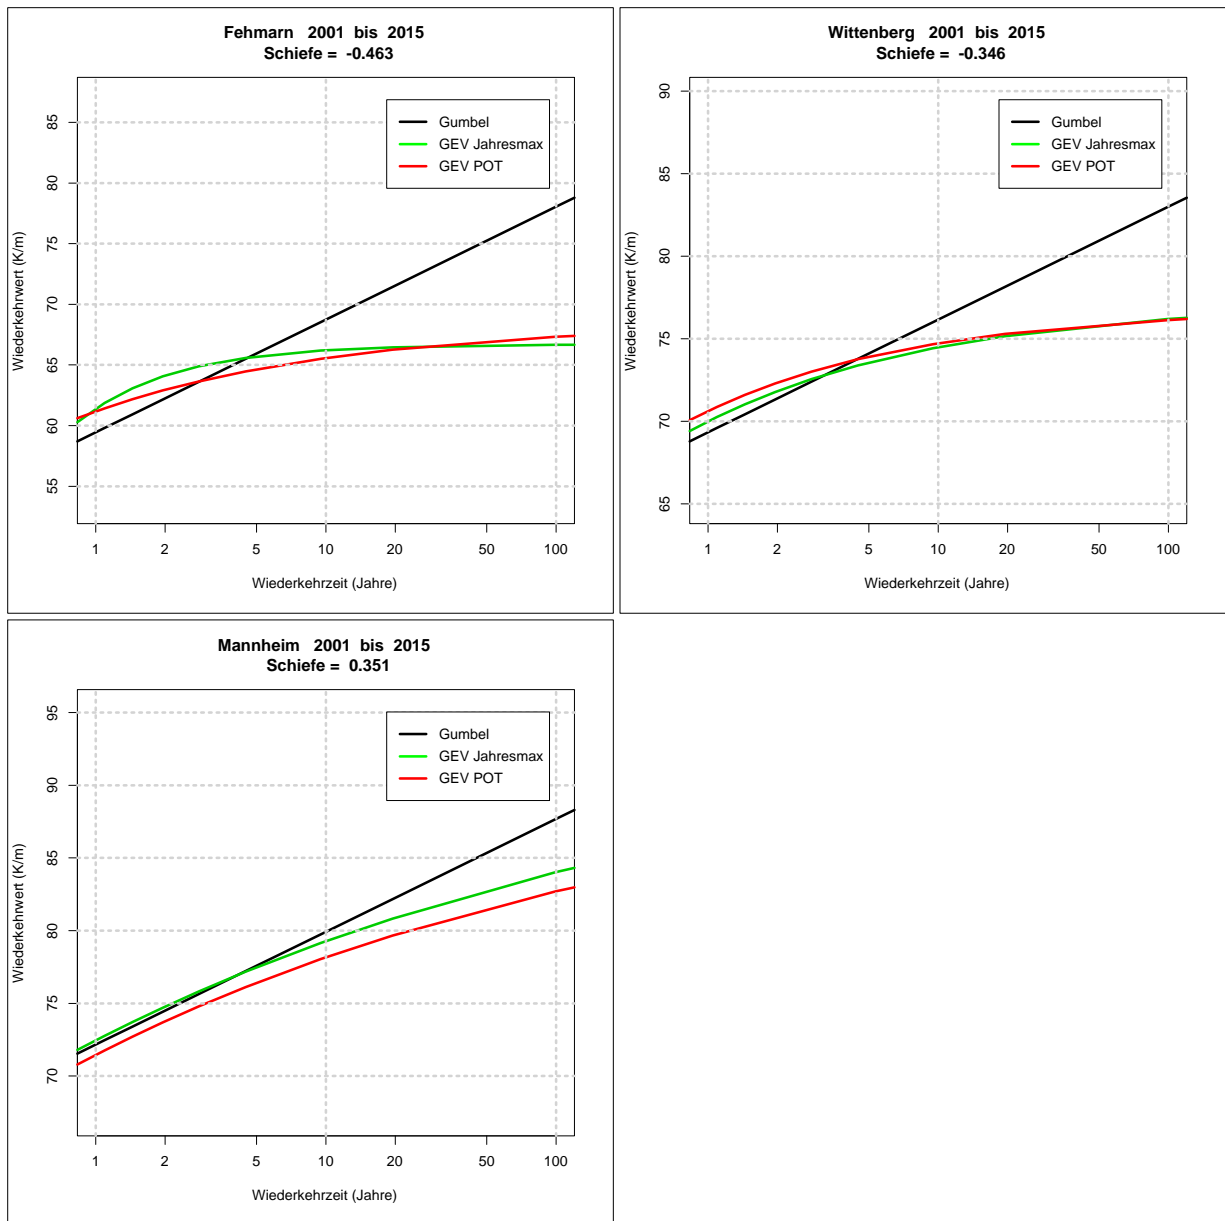 Fehmarn 2001 bis 2015
Schiefe = -0.463
Wiederkehrwert (K/m)
85
80
75
70
65
60
55
Gumbel
GEV Jahresmax
GEV POT
1 2 5 10 20 50 100
Wiederkehrzeit (Jahre)
Wittenberg 2001 bis 2015
Schiefe = -0.346
Wiederkehrwert (K/m)
90
85
80
75
70
65
Gumbel
GEV Jahresmax
GEV POT
1 2 5 10 20 50 100
Wiederkehrzeit (Jahre)
Mannheim 2001 bis 2015
Schiefe = 0.351
Wiederkehrwert (K/m)
95
90
85
80
75
70
Gumbel
GEV Jahresmax
GEV POT
1 2 5 10 20 50 100
Wiederkehrzeit (Jahre)